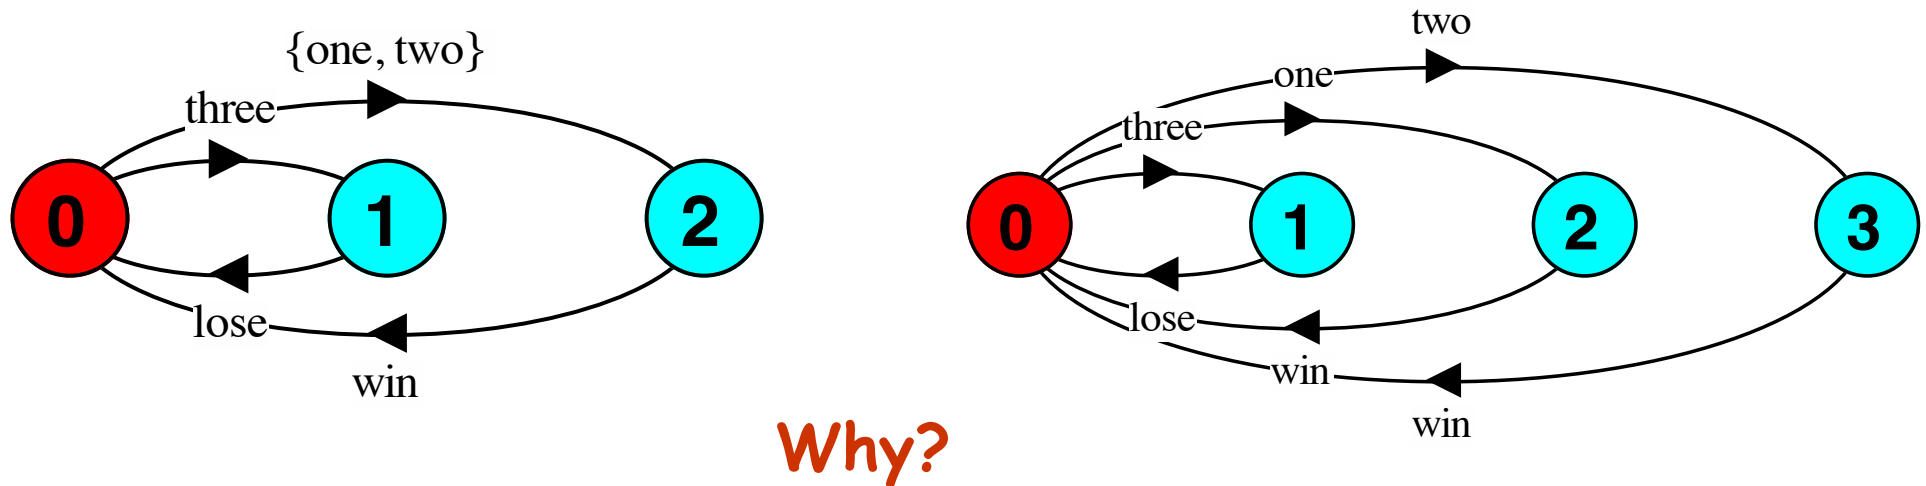 {one, two}
three
0
1
2
lose
win
two
one
three
0
1
2
3
lose
win
win
Why?